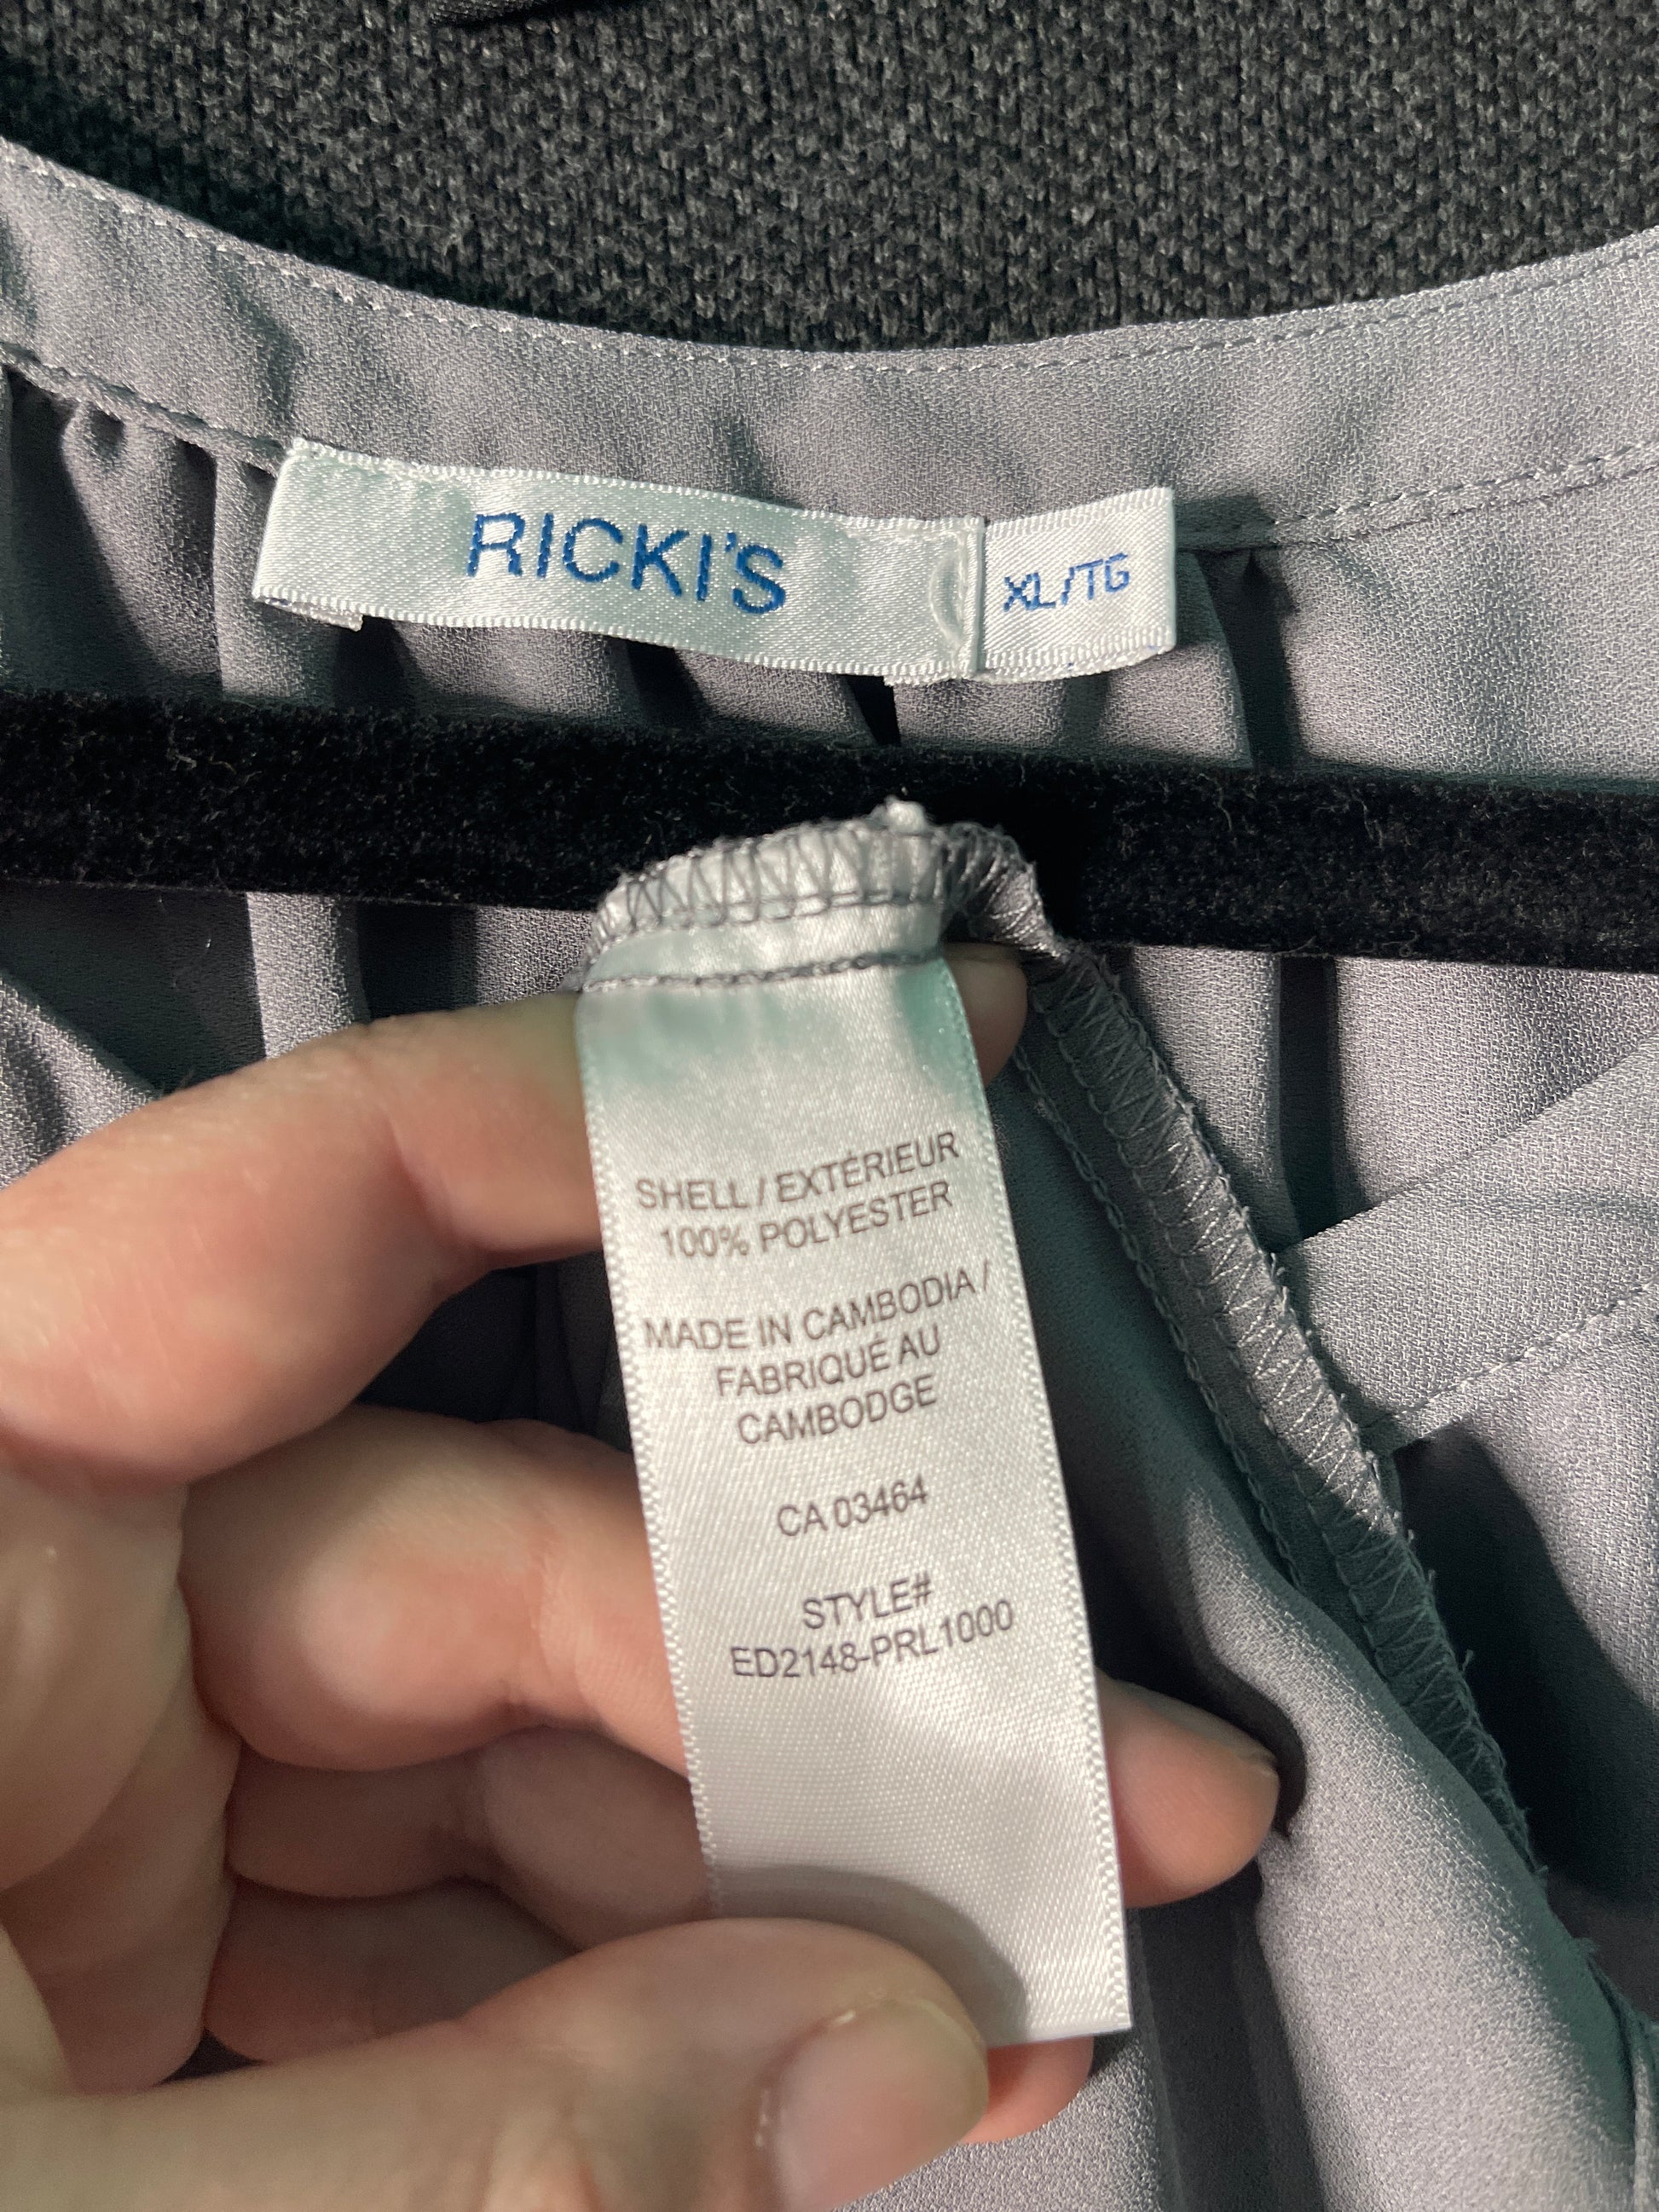 RICKI'S
XL/TG
SHELL / EXTÉRIEUR
100% POLYESTER
MADE IN CAMBODIA /
FABRIQUÉ AU
CAMBODGE
CA 03464
STYLE#
ED2148-PRL1000